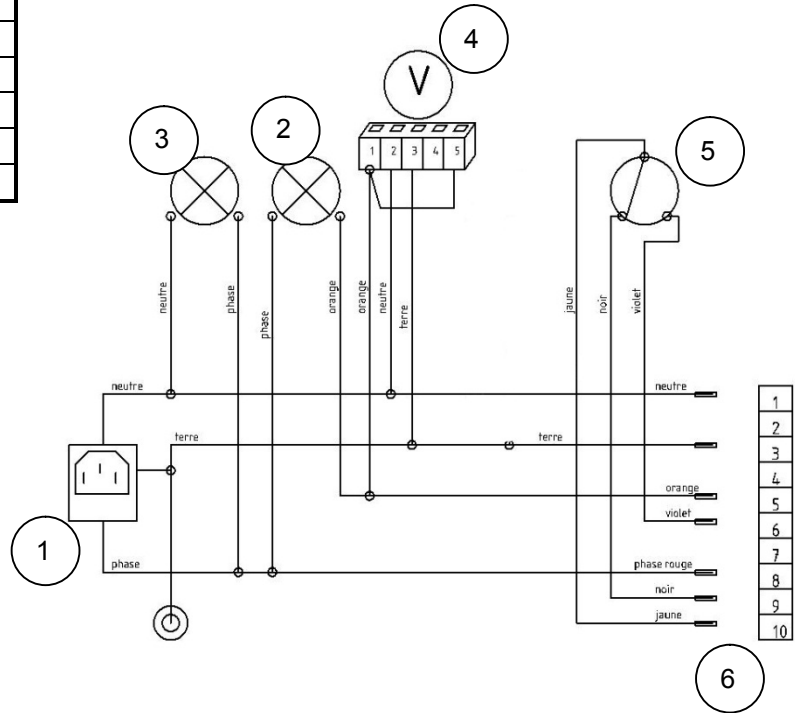 4
V
3
2
1 2 3 4 5
5
neutre
phase
phase
orange
orange
neutre
terre
jaune
noir
violet
neutre
neutre
terre
terre
orange
violet
1
phase
phase rouge
noir
jaune
1
2
3
4
5
6
7
8
9
10
6